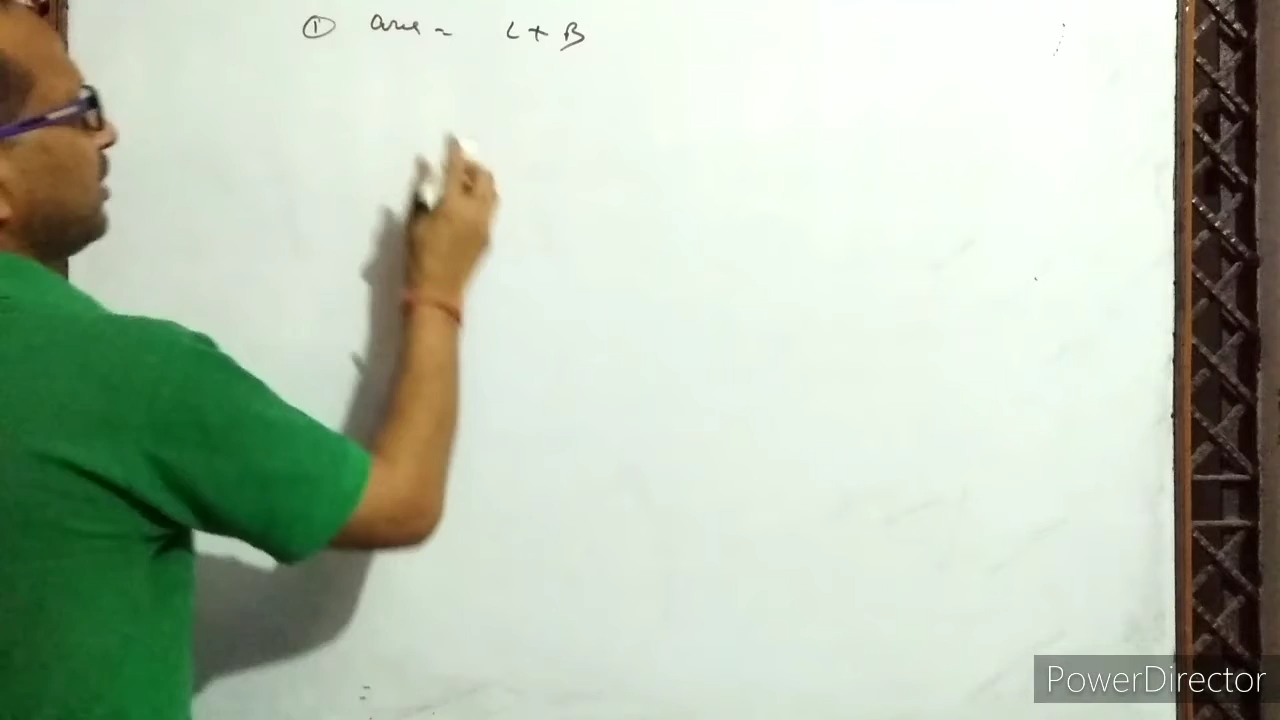 ① area = L + B
PowerDirector